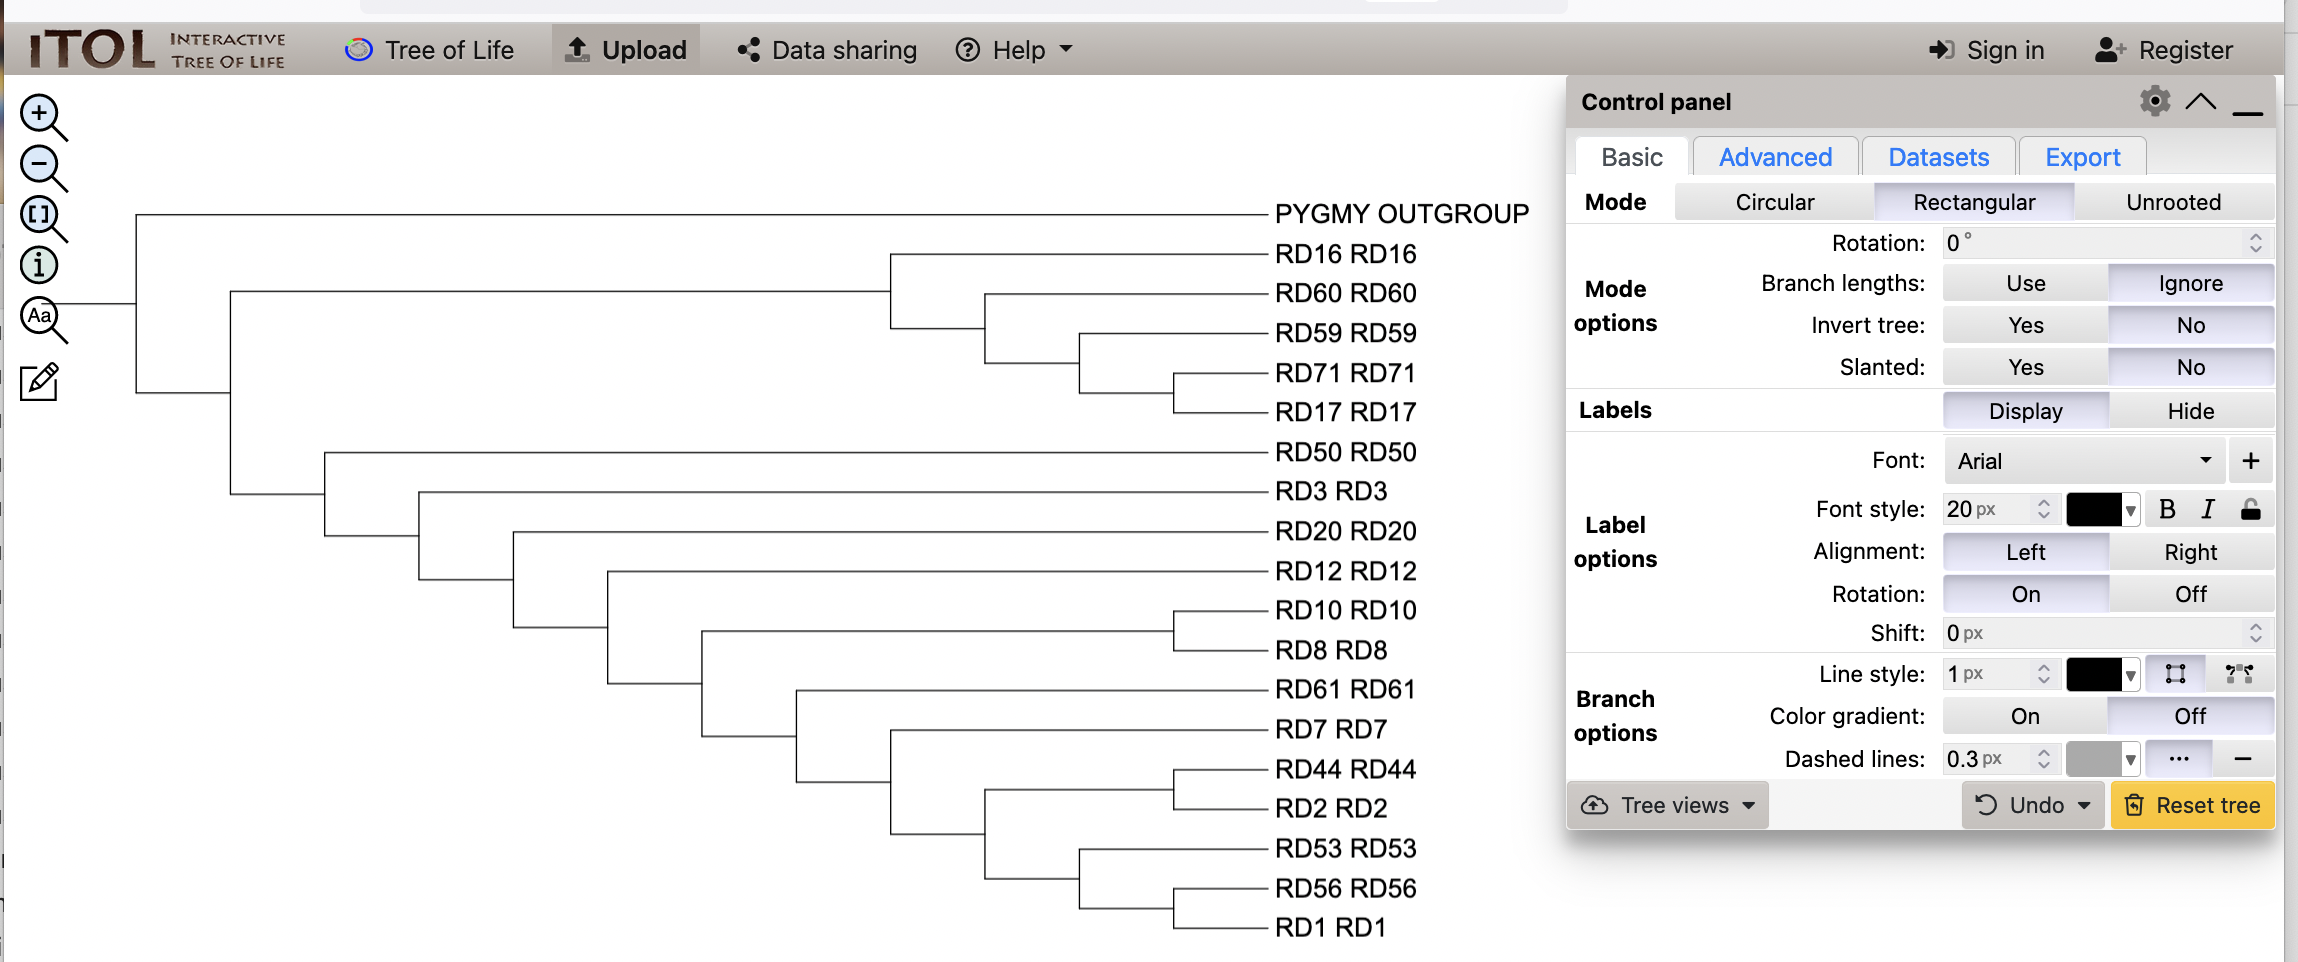 iTOL INTERACTIVE TREE OF LIFE Tree of Life Upload Data sharing Help Sign in Register
Aa
PYGMY OUTGROUP
RD16 RD16
RD60 RD60
RD59 RD59
RD71 RD71
RD17 RD17
RD50 RD50
RD3 RD3
RD20 RD20
RD12 RD12
RD10 RD10
RD8 RD8
RD61 RD61
RD7 RD7
RD44 RD44
RD2 RD2
RD53 RD53
RD56 RD56
RD1 RD1
Control panel
Basic Advanced Datasets Export
Mode Circular Rectangular Unrooted
Mode options
Rotation: 0 °
Branch lengths: Use Ignore
Invert tree: Yes No
Slanted: Yes No
Labels Display Hide
Label options
Font: Arial +
Font style: 20 px B I
Alignment: Left Right
Rotation: On Off
Shift: 0 px
Branch options
Line style: 1 px
Color gradient: On Off
Dashed lines: 0.3 px
Tree views Undo Reset tree